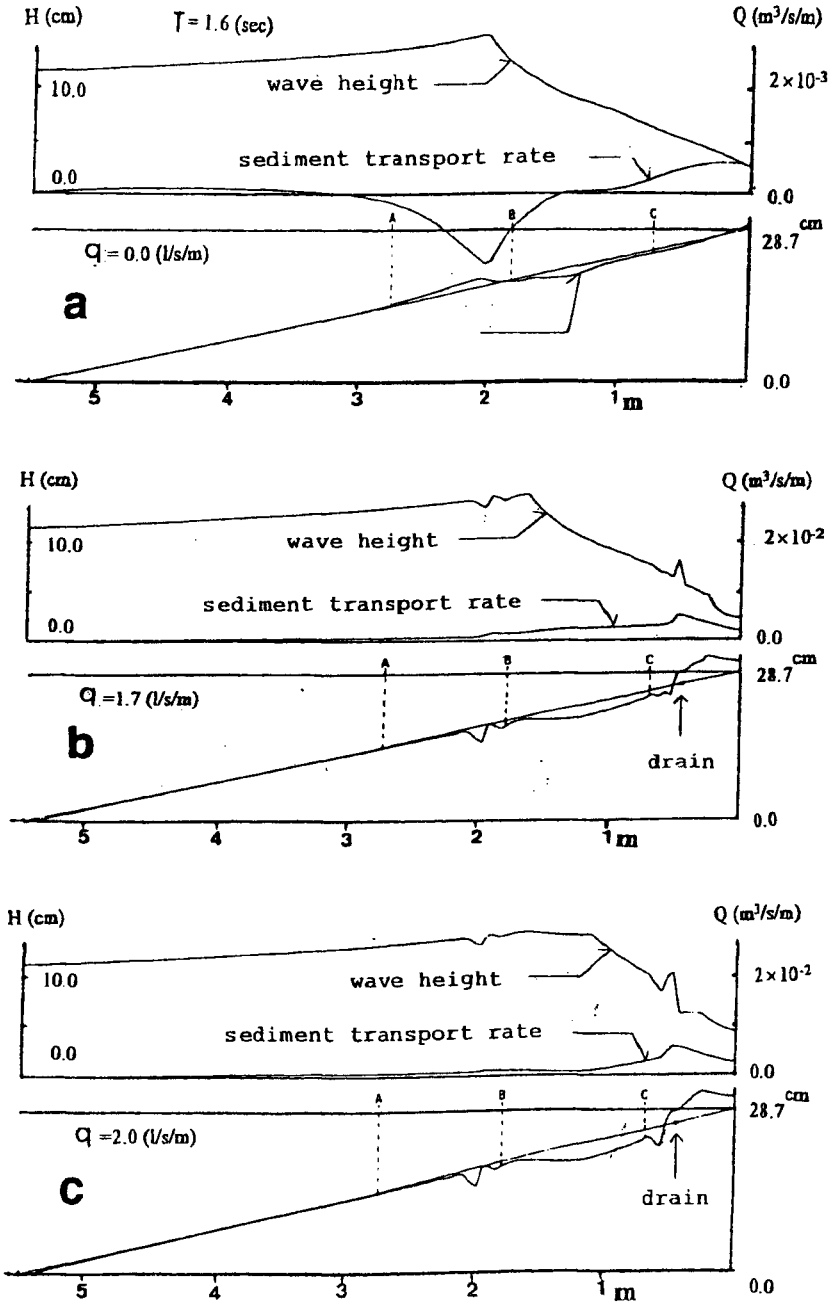 H (cm)
T = 1.6 (sec)
Q (m³/s/m)
10.0
wave height
2×10⁻³
sediment transport rate
0.0
0.0
A
B
C
cm
28.7
q = 0.0 (l/s/m)
a
0.0
5
4
3
2
1 m
H (cm)
Q (m³/s/m)
10.0
wave height
2×10⁻²
sediment transport rate
0.0
0.0
A
B
C
cm
28.7
q =1.7 (l/s/m)
b
drain
0.0
5
4
3
2
1 m
H (cm)
Q (m³/s/m)
10.0
wave height
2×10⁻²
sediment transport rate
0.0
0.0
A
B
C
cm
28.7
q =2.0 (l/s/m)
c
drain
0.0
5
4
3
2
1 m